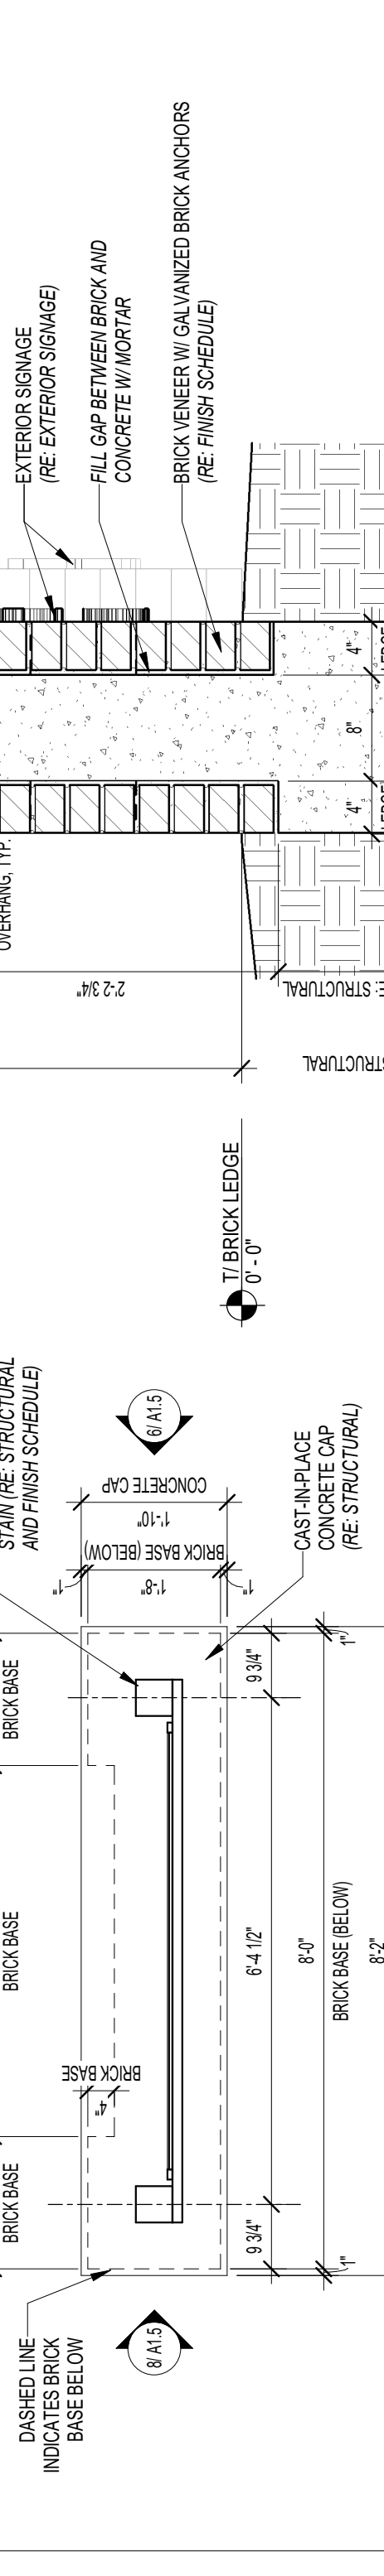 EXTERIOR SIGNAGE
(RE: EXTERIOR SIGNAGE)
FILL GAP BETWEEN BRICK AND
CONCRETE W/ MORTAR
BRICK VENEER W/ GALVANIZED BRICK ANCHORS
(RE: FINISH SCHEDULE)
OVERHANG, TYP.
4"
8"
4"
2'-2 3/4"
STRUCTURAL
T/ BRICK LEDGE
0' - 0"
STAIN (RE: STRUCTURAL
AND FINISH SCHEDULE)
6/ A1.5
CONCRETE CAP
1'-10"
BRICK BASE (BELOW)
1'-8"
1"
1"
CAST-IN-PLACE
CONCRETE CAP
(RE: STRUCTURAL)
BRICK BASE
BRICK BASE
BRICK BASE
BRICK BASE
4"
9 3/4"
6'-4 1/2"
9 3/4"
1"
8'-0"
BRICK BASE (BELOW)
1"
8'-2"
DASHED LINE
INDICATES BRICK
BASE BELOW
8/ A1.5